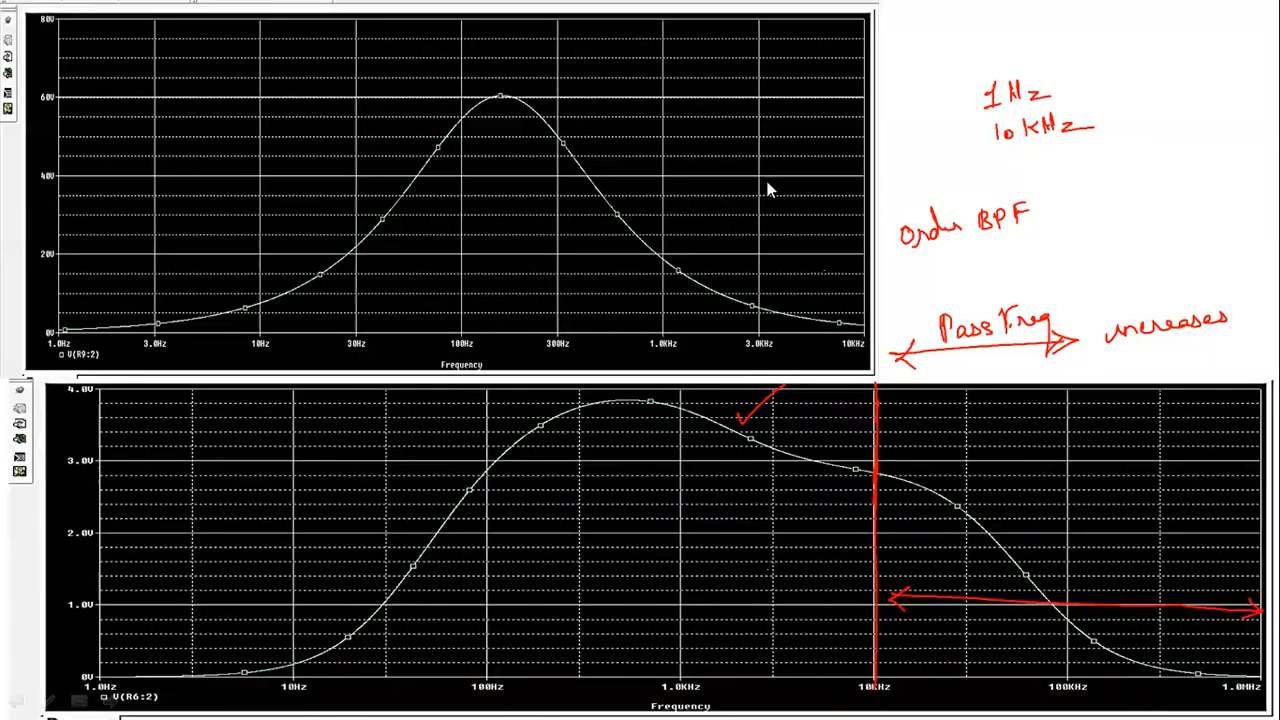 80V
60V
40V
20V
0V
1.0HZ 3.0HZ 10HZ 30HZ 100HZ 300HZ 1.0KHZ 3.0KHZ 10KHZ
V(R9:2)
Frequency
1Hz
10KHz
Order BPF
Pass freq increases
4.0V
3.0V
2.0V
1.0V
0V
1.0HZ 10HZ 100HZ 1.0KHZ 10KHZ 100KHZ 1.0MHZ
V(R6:2)
Frequency